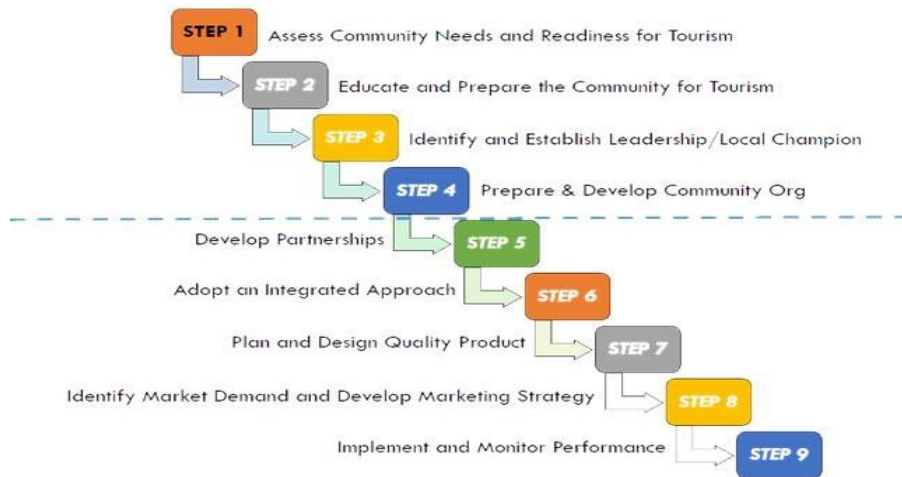 STEP 1 Assess Community Needs and Readiness for Tourism
STEP 2 Educate and Prepare the Community for Tourism
STEP 3 Identify and Establish Leadership/Local Champion
STEP 4 Prepare & Develop Community Org
Develop Partnerships STEP 5
Adopt an Integrated Approach STEP 6
Plan and Design Quality Product STEP 7
Identify Market Demand and Develop Marketing Strategy STEP 8
Implement and Monitor Performance STEP 9